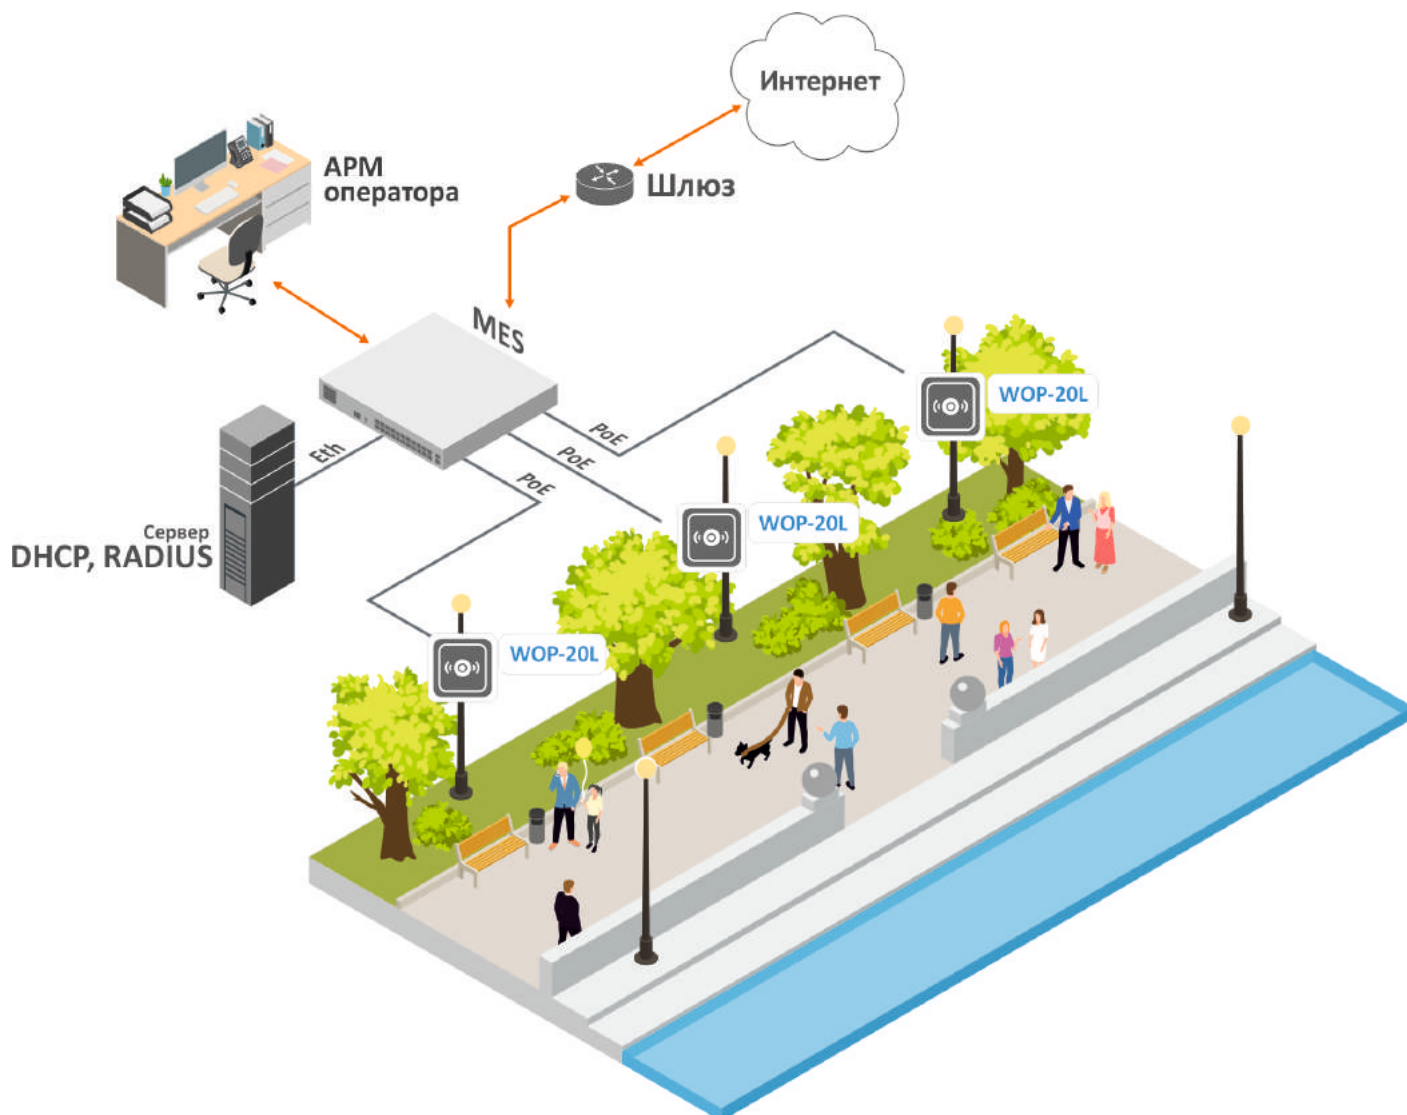 Интернет
АРМ
оператора
Шлюз
MES
WOP-20L
PoE
Eth
PoE
PoE
WOP-20L
Сервер
DHCP, RADIUS
WOP-20L